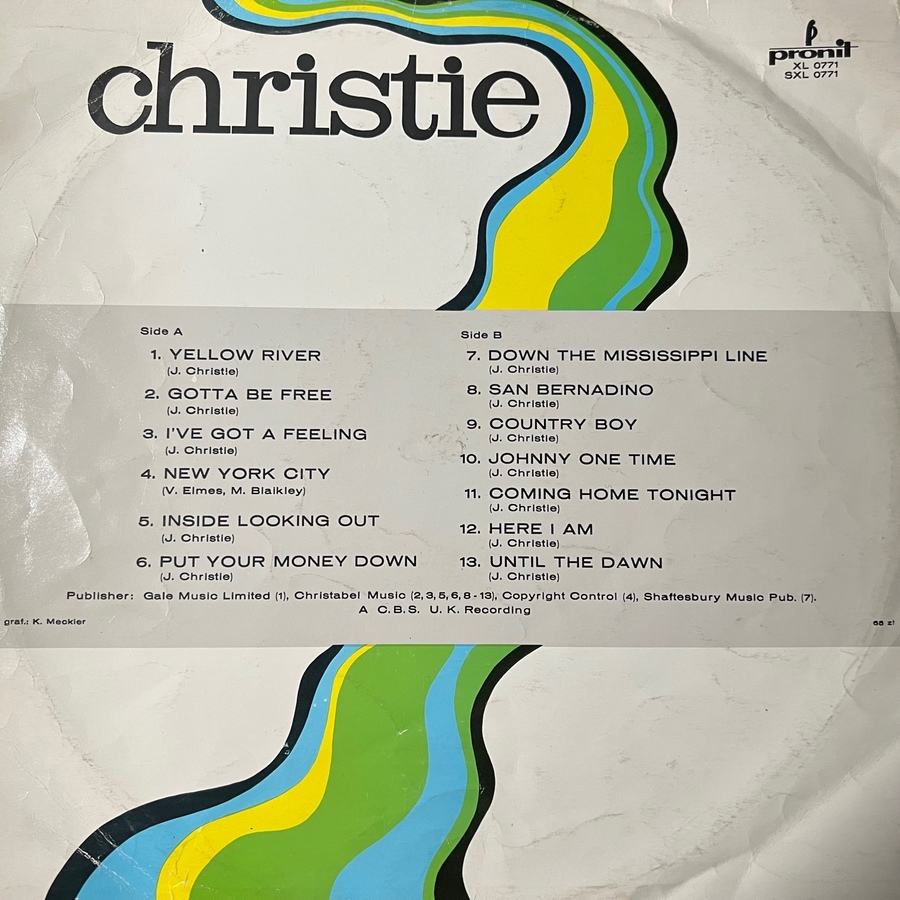 christie
pronit
XL 0771
SXL 0771
Side A
1. YELLOW RIVER
(J. Christie)
2. GOTTA BE FREE
(J. Christie)
3. I'VE GOT A FEELING
(J. Christie)
4. NEW YORK CITY
(V. Elmes, M. Blaikley)
5. INSIDE LOOKING OUT
(J. Christie)
6. PUT YOUR MONEY DOWN
(J. Christie)
Side B
7. DOWN THE MISSISSIPPI LINE
(J. Christie)
8. SAN BERNADINO
(J. Christie)
9. COUNTRY BOY
(J. Christie)
10. JOHNNY ONE TIME
(J. Christie)
11. COMING HOME TONIGHT
(J. Christie)
12. HERE I AM
(J. Christie)
13. UNTIL THE DAWN
(J. Christie)
Publisher: Gale Music Limited (1), Christabel Music (2, 3, 5, 6, 8 - 13), Copyright Control (4), Shaftesbury Music Pub. (7).
A C.B.S. U. K. Recording
graf.: K. Meckier
65 zł